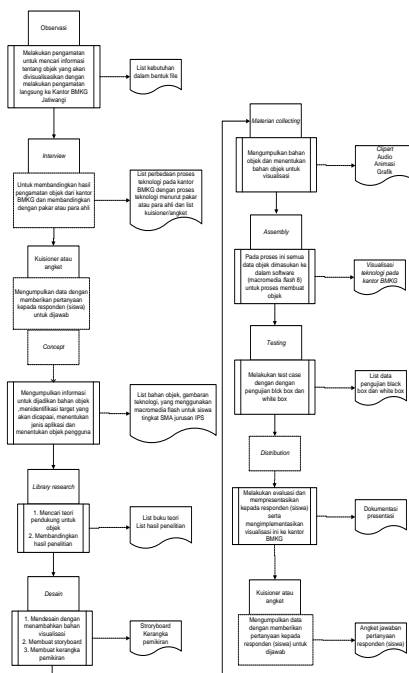 Observasi
Melakukan pengamatan
untuk mencari informasi
tentang objek yang akan
divisualisasikan dengan
melakukan pengamatan
langsung ke Kantor BMKG
Jatiwangi
List kebutuhan
dalam bentuk file
Interview
Untuk membandingkan hasil
pengamatan objek dari kantor
BMKG dan membandingkan
dengan pakar atau para ahli
List perbedaan proses
teknologi pada kantor
BMKG dengan proses
teknologi menurut pakar
atau para ahli dan list
kuisioner/angket
Kuisioner atau
angket
Mengumpulkan data dengan
memberikan pertanyaan
kepada responden (siswa)
untuk dijawab
Concept
Mengumpulkan informasi
untuk dijadikan bahan objek
,menidentifikasi target yang
akan dicapai, menentukan
jenis aplikasi dan
menentukan objek pengguna
List bahan objek, gambaran
teknologi, yang menggunakan
macromedia flash untuk siswa
tingkat SMA jurusan IPS
Library research
1. Mencari teori
pendukung untuk
objek
2. Membandingkan
hasil penelitian
List buku teori
List hasil penelitian
Desain
1. Mendesain dengan
menambahkan bahan
visualisasi
2. Membuat storyboard
3. Membuat kerangka
pemikiran
Stroryboard
Kerangka
pemikiran
Materian collecting
Mengumpulkan bahan
objek dan menentukan
bahan objek untuk
visualisasi
Clipart
Audio
Animasi
Grafik
Assembly
Pada proses ini semua
data objek dimasukan ke
dalam software
(macromedia flash 8)
untuk proses membuat
objek
Visualisasi
teknologi pada
kantor BMKG
Testing
Melakukan test case
dengan dengan
pengujian blck box dan
white box
List data
pengujian black
box dan white box
Distribution
Melakukan evaluasi dan
mempresentasikan
kepada responden (siswa)
serta
mengimplementasikan
visualisasi ini ke kantor
BMKG
Dokumentasi
presentasi
Kuisioner atau
angket
Mengumpulkan data
dengan memberikan
pertanyaan kepada
responden (siswa) untuk
dijawab
Angket jawaban
pertanyaan
responden (siswa)